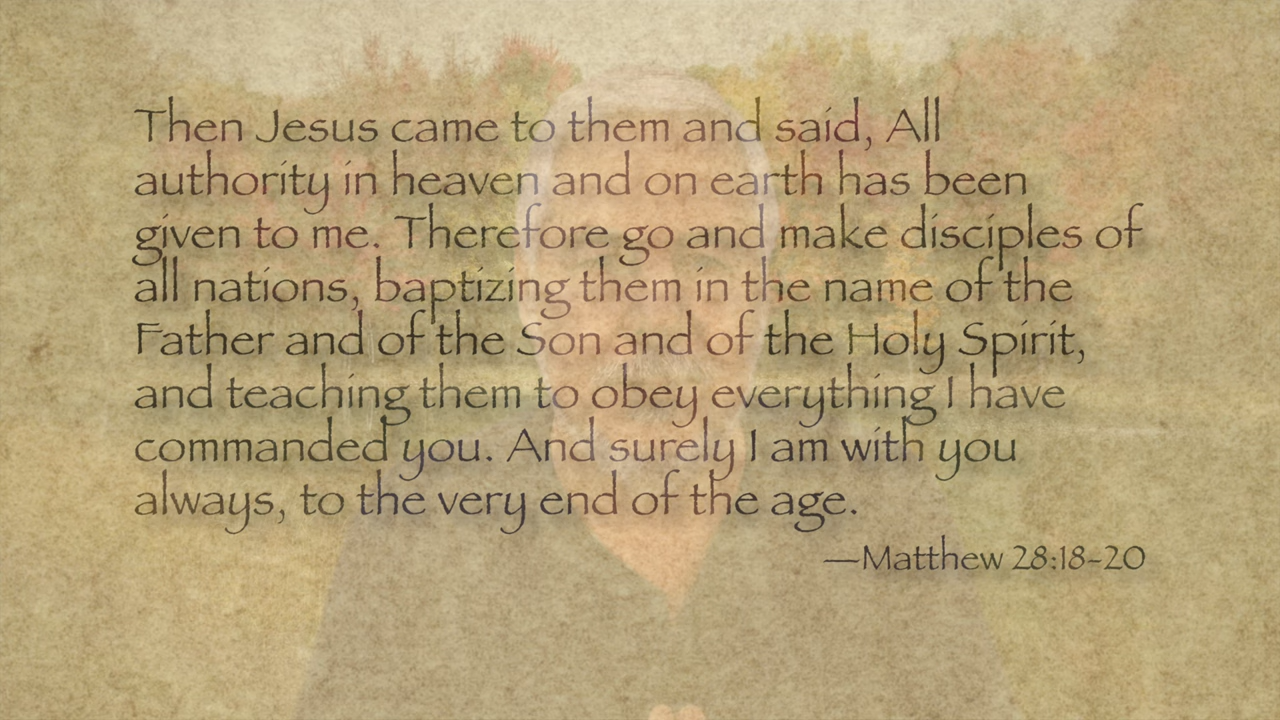 Then Jesus came to them and said, All
authority in heaven and on earth has been
given to me. Therefore go and make disciples of
all nations, baptizing them in the name of the
Father and of the Son and of the Holy Spirit,
and teaching them to obey everything I have
commanded you. And surely I am with you
always, to the very end of the age.
—Matthew 28:18-20